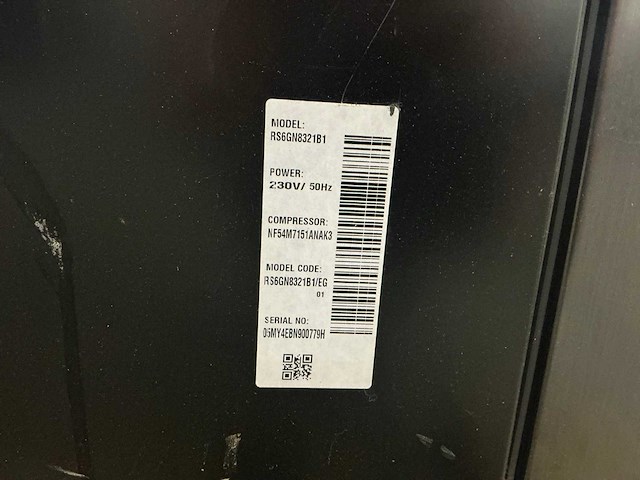 MODEL:
RS6GN8321B1
POWER:
230V/ 50Hz
COMPRESSOR:
NF54M7151ANAK3
MODEL CODE:
RS6GN8321B1/EG
01
SERIAL NO:
05MY4EBN900779H